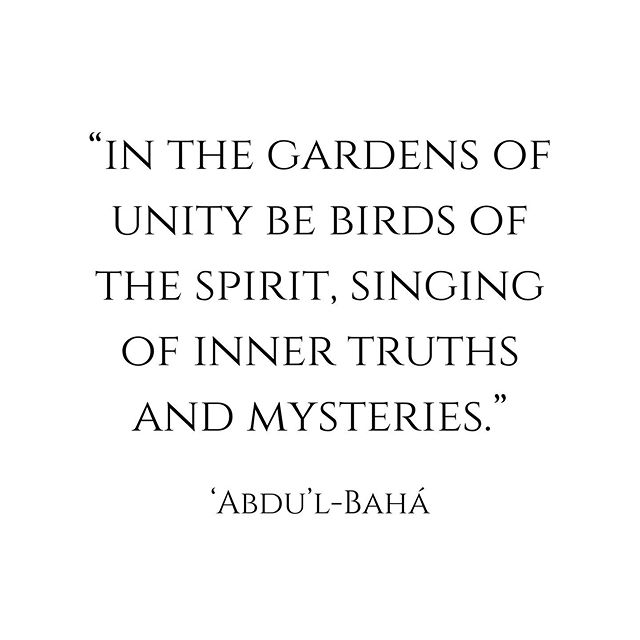 “IN THE GARDENS OF
UNITY BE BIRDS OF
THE SPIRIT, SINGING
OF INNER TRUTHS
AND MYSTERIES.”
‘ABDU’L-BAHÁ